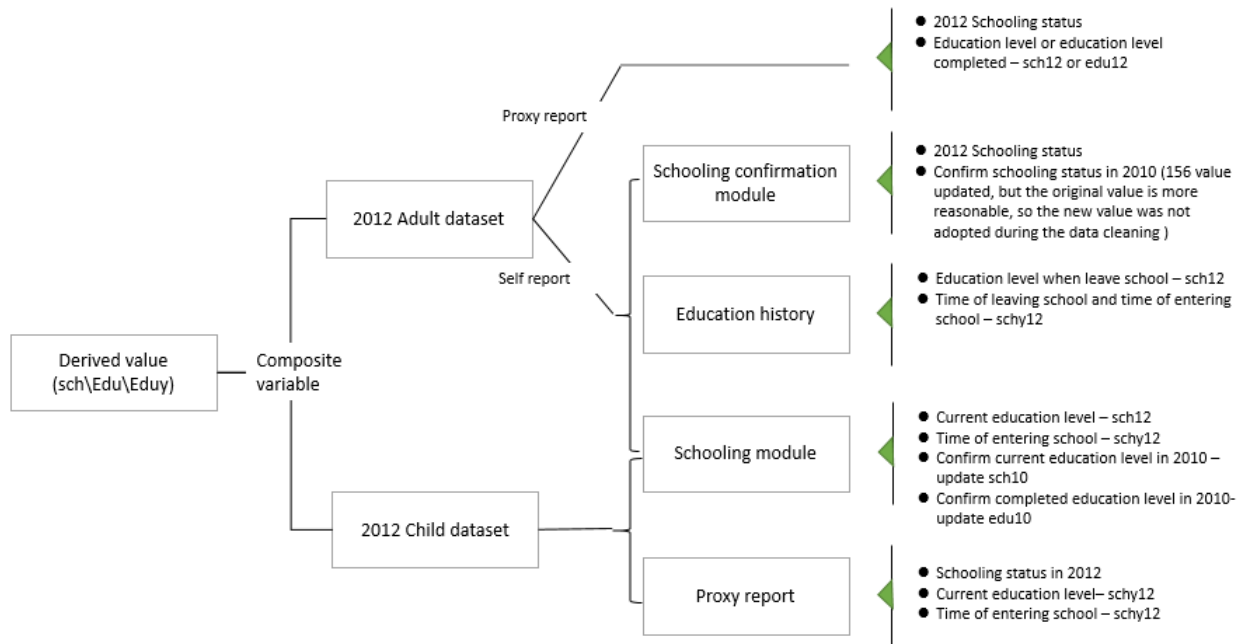 ● 2012 Schooling status
● Education level or education level
completed – sch12 or edu12
Proxy report
Schooling confirmation
module
● 2012 Schooling status
● Confirm schooling status in 2010 (156 value
updated, but the original value is more
reasonable, so the new value was not
adopted during the data cleaning )
2012 Adult dataset
Self report
Education history
● Education level when leave school – sch12
● Time of leaving school and time of entering
school – schy12
Derived value
(sch\Edu\Eduy)
Composite
variable
Schooling module
● Current education level – sch12
● Time of entering school – schy12
● Confirm current education level in 2010 –
update sch10
● Confirm completed education level in 2010-
update edu10
2012 Child dataset
Proxy report
● Schooling status in 2012
● Current education level– schy12
● Time of entering school – schy12